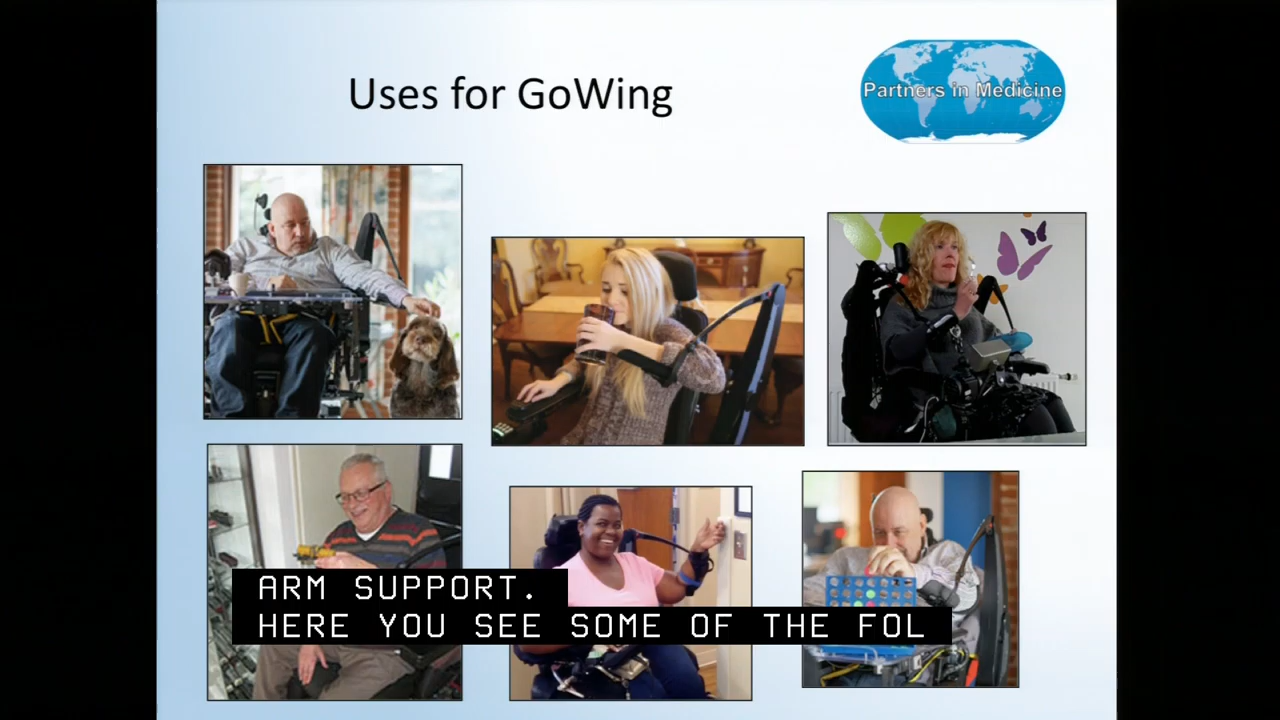 Uses for GoWing
Partners in Medicine
ARM SUPPORT.
HERE YOU SEE SOME OF THE FOL